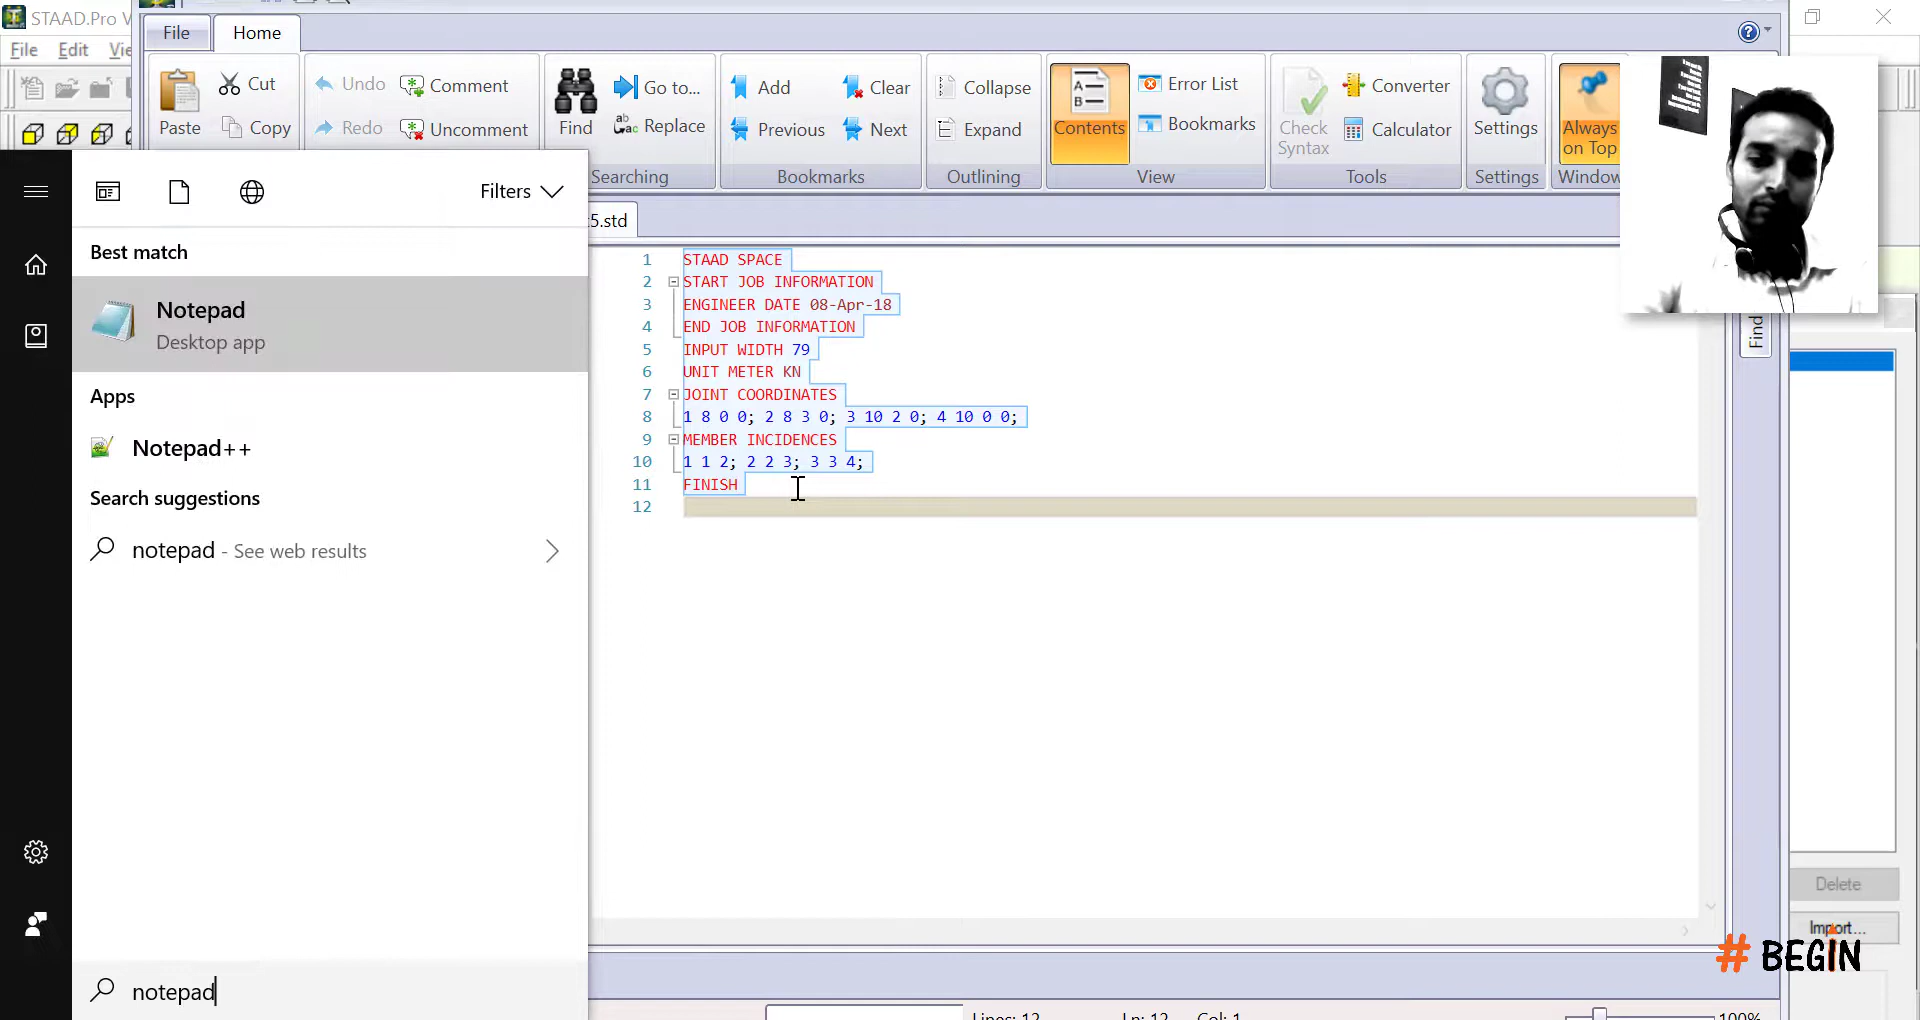 STAAD.Pro V
File
Edit
File
Home
Paste
Cut
Copy
Undo
Redo
Comment
Uncomment
Find
Go to...
Replace
Searching
Add
Clear
Previous
Next
Bookmarks
Collapse
Expand
Outlining
Contents
Error List
Bookmarks
View
Check
Syntax
Converter
Calculator
Tools
Settings
Settings
Always
on Top
Window
Filters
Best match
Notepad
Desktop app
Apps
Notepad++
Search suggestions
notepad - See web results
notepad
5.std
1 STAAD SPACE
2 START JOB INFORMATION
3 ENGINEER DATE 08-Apr-18
4 END JOB INFORMATION
5 INPUT WIDTH 79
6 UNIT METER KN
7 JOINT COORDINATES
8 1 8 0 0; 2 8 3 0; 3 10 2 0; 4 10 0 0;
9 MEMBER INCIDENCES
10 1 1 2; 2 2 3; 3 3 4;
11 FINISH
12
Find
Delete
Import...
# BEGIN
Lines: 12
Ln: 12
Col: 1
100%